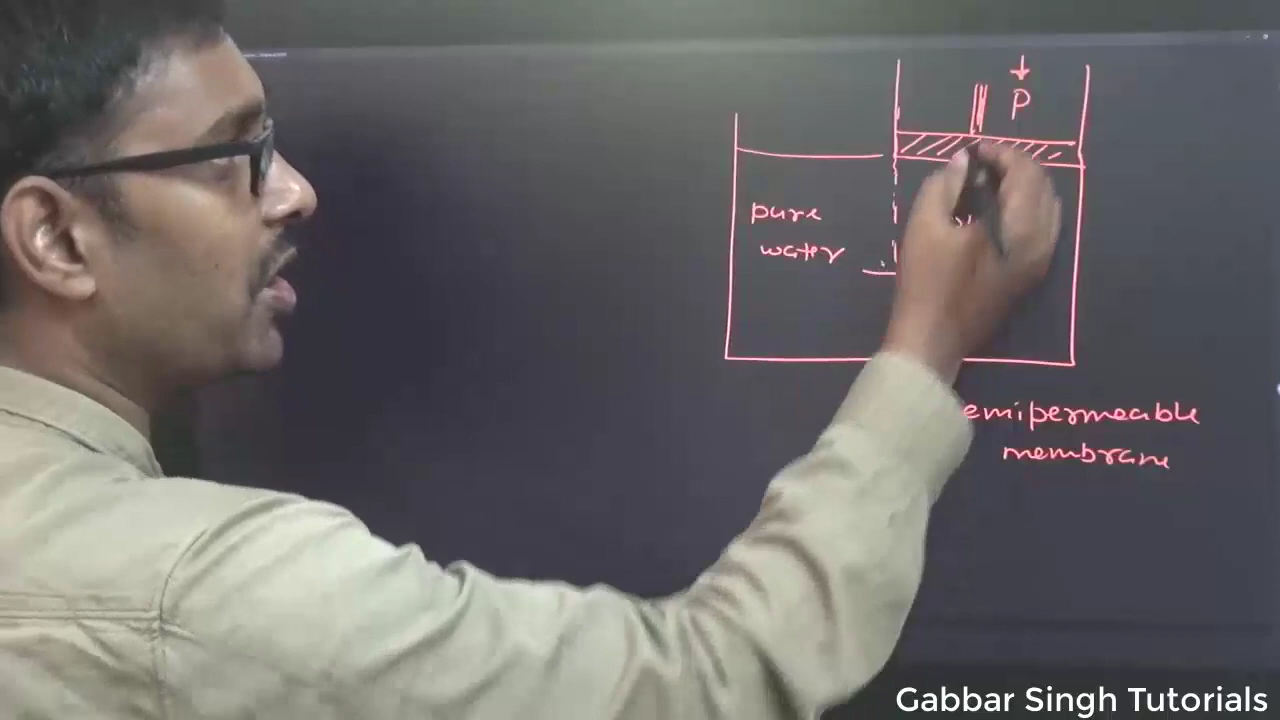 P
pure
water
emipermeable
membrane
Gabbar Singh Tutorials